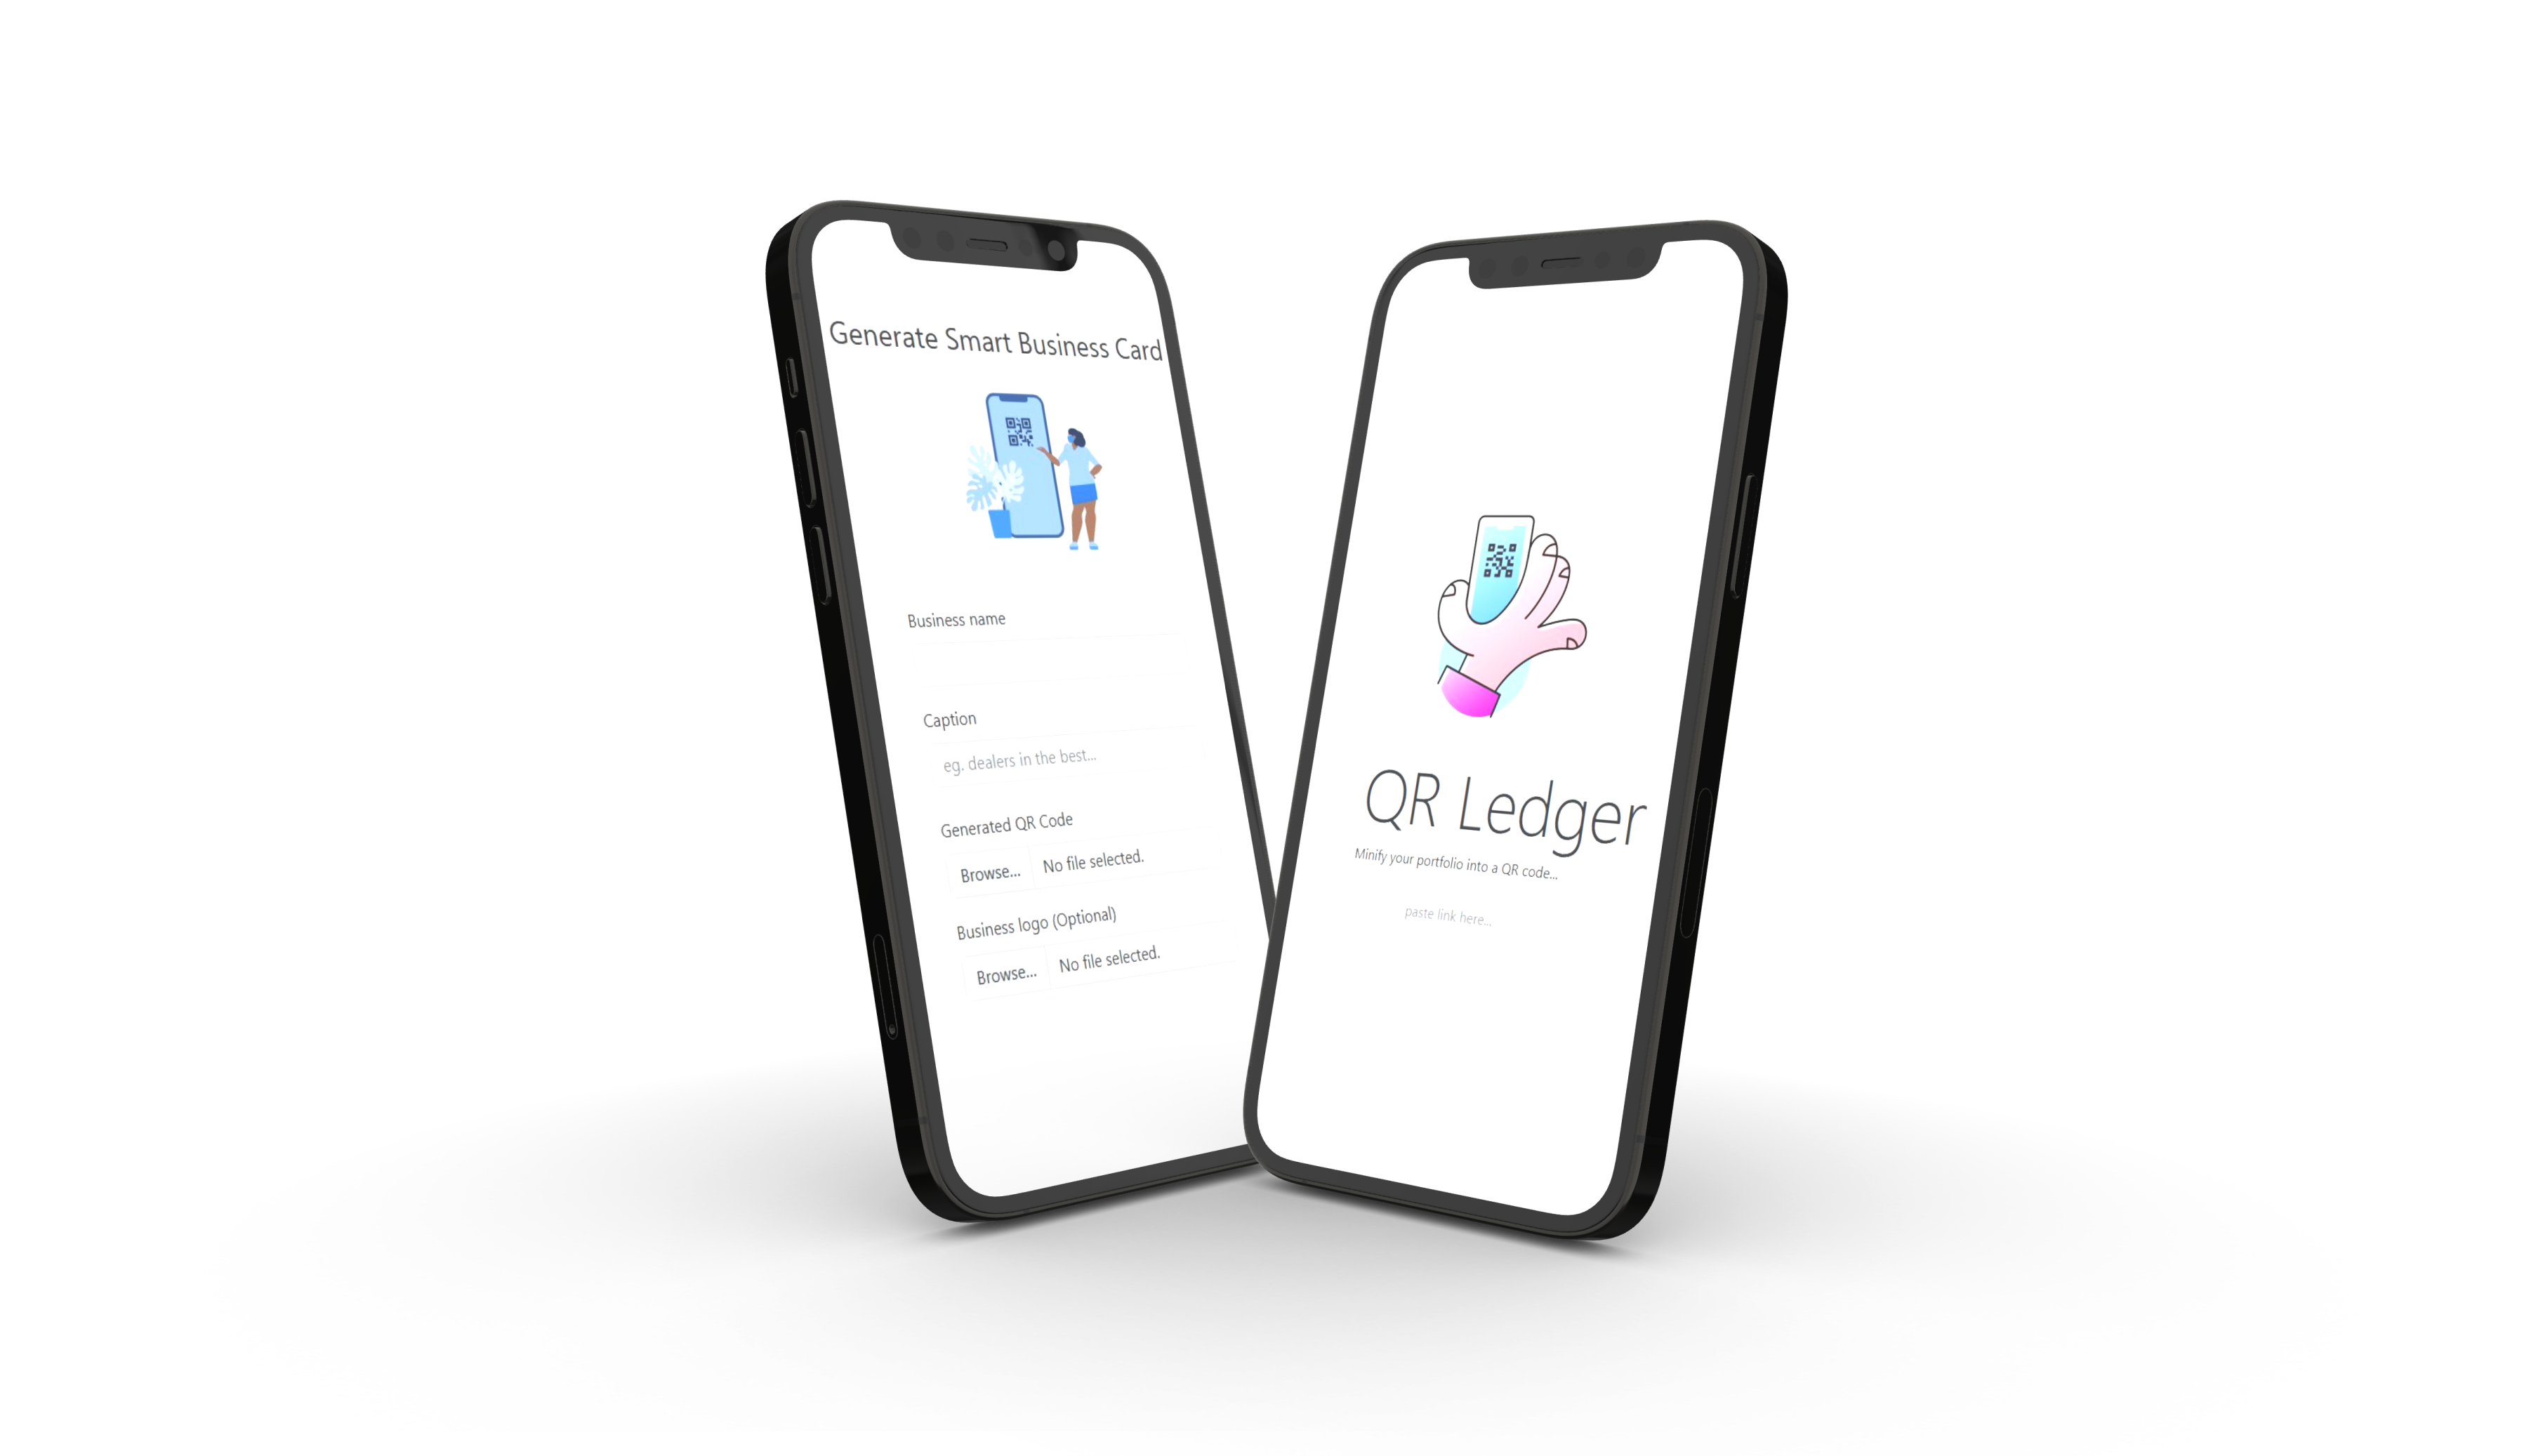 Generate Smart Business Card
Business name
Caption
eg. dealers in the best...
Generated QR Code
Browse... No file selected.
Business logo (Optional)
Browse... No file selected.
QR Ledger
Minify your portfolio into a QR code...
paste link here...